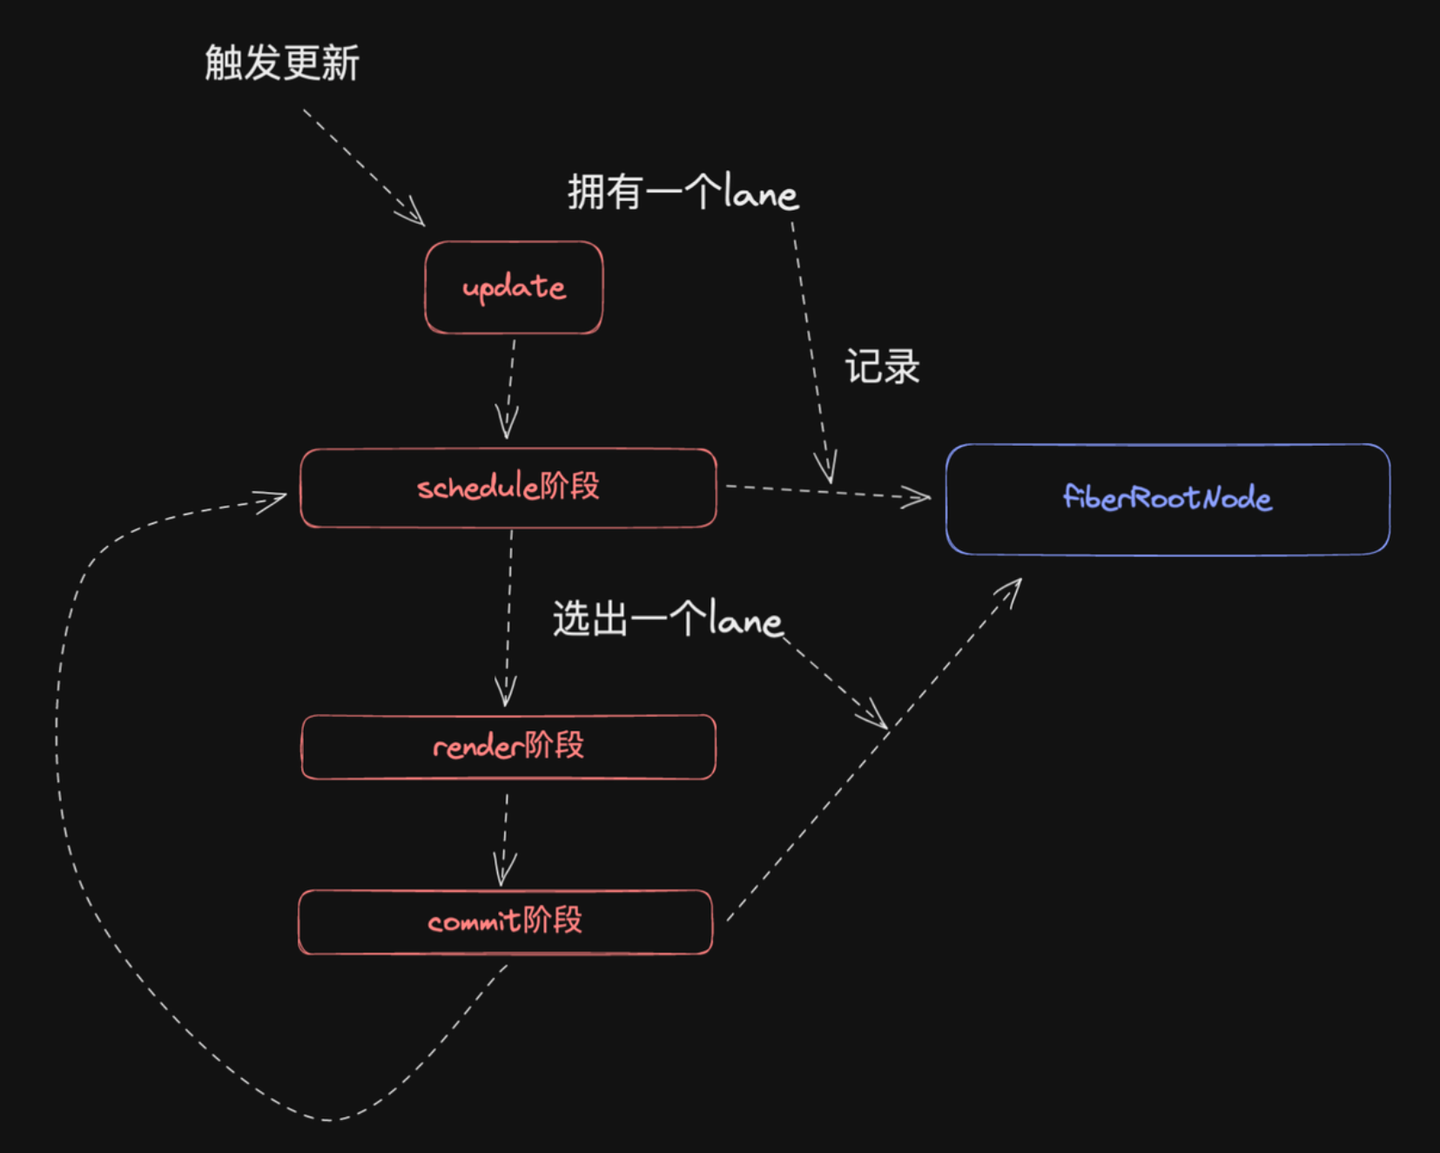 触发更新
拥有一个lane
update
记录
schedule阶段
fiberRootNode
选出一个lane
render阶段
commit阶段